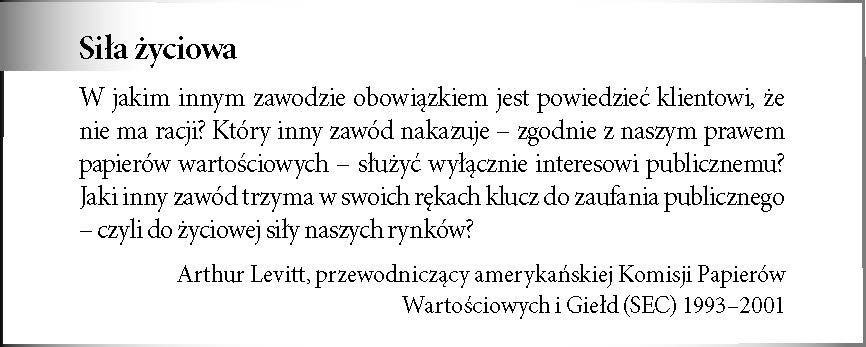 Siła życiowa
W jakim innym zawodzie obowiązkiem jest powiedzieć klientowi, że
nie ma racji? Który inny zawód nakazuje – zgodnie z naszym prawem
papierów wartościowych – służyć wyłącznie interesowi publicznemu?
Jaki inny zawód trzyma w swoich rękach klucz do zaufania publicznego
– czyli do życiowej siły naszych rynków?
Arthur Levitt, przewodniczący amerykańskiej Komisji Papierów
Wartościowych i Giełd (SEC) 1993–2001